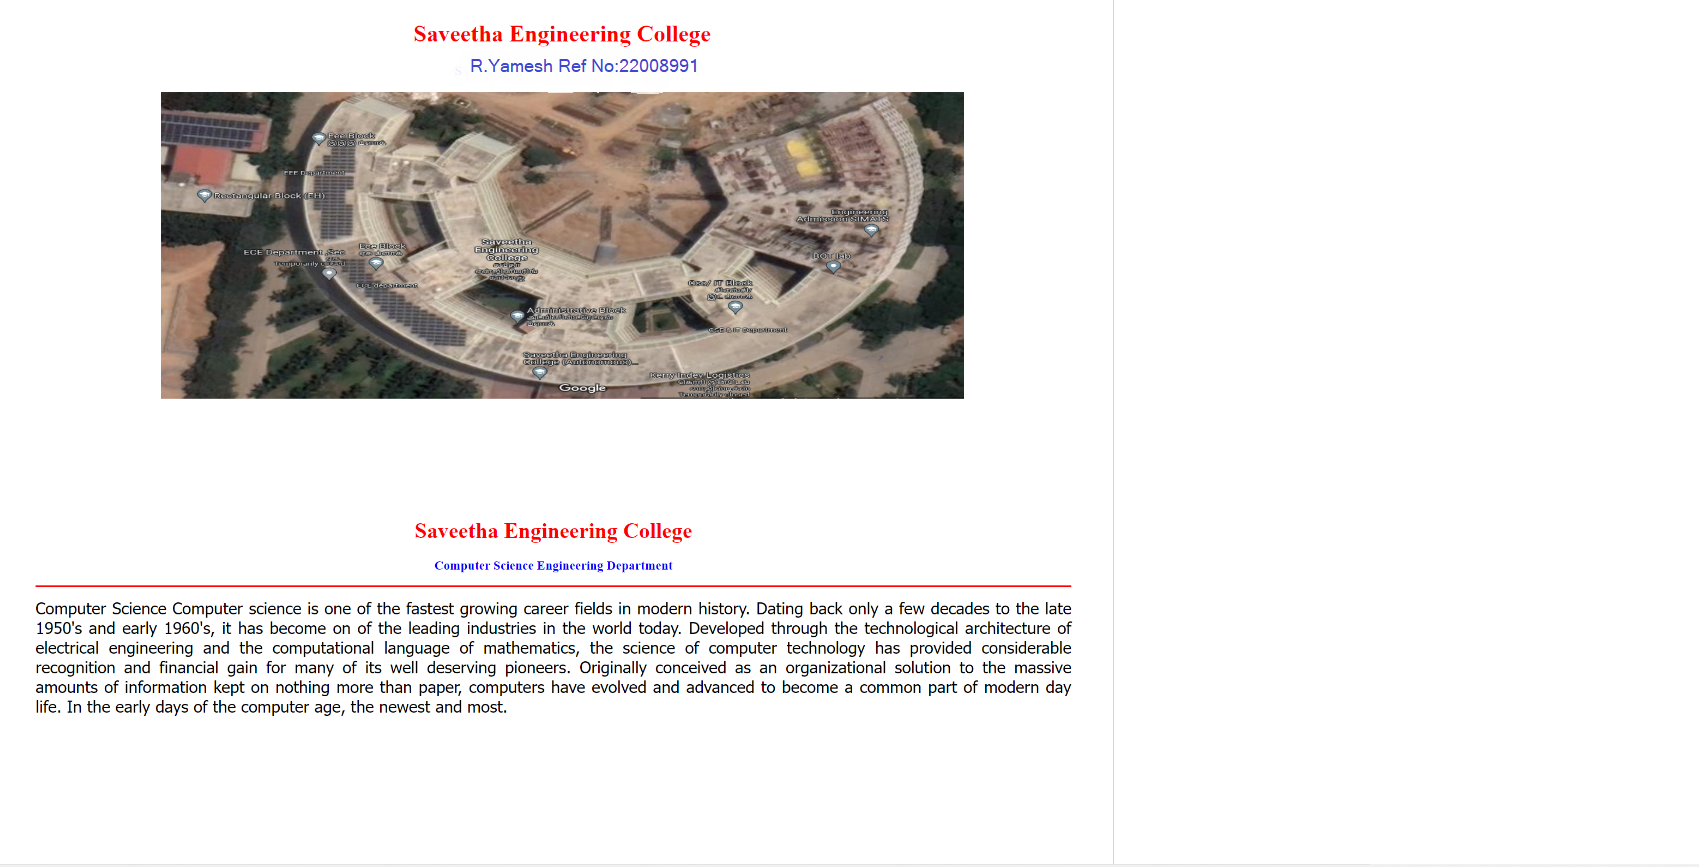 Saveetha Engineering College
R.Yamesh Ref No:22008991
Ece Block
EEE Department
Rectangular Block (EH)
Engineering
Admission SIMATS
ECE Department ,Sec
Temporarily closed
Ece Block
Saveetha
Engineering
College
Cse/ IT Block
Administrative Block
CSE & IT Department
Saveetha Engineering
College (Autonomous)...
Kerry Indev Logistics
Google
Saveetha Engineering College
Computer Science Engineering Department
Computer Science Computer science is one of the fastest growing career fields in modern history. Dating back only a few decades to the late
1950's and early 1960's, it has become on of the leading industries in the world today. Developed through the technological architecture of
electrical engineering and the computational language of mathematics, the science of computer technology has provided considerable
recognition and financial gain for many of its well deserving pioneers. Originally conceived as an organizational solution to the massive
amounts of information kept on nothing more than paper, computers have evolved and advanced to become a common part of modern day
life. In the early days of the computer age, the newest and most.